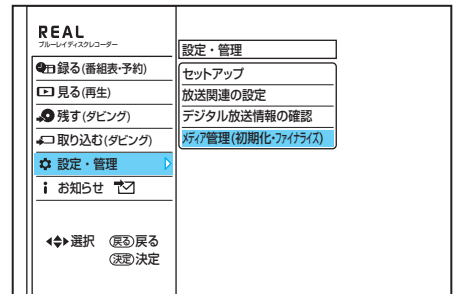 REAL
ブルーレイディスクレコーダー
録る(番組表・予約)
見る(再生)
残す(ダビング)
取り込む(ダビング)
設定・管理
お知らせ
選択 戻る 戻る
決定 決定
設定・管理
セットアップ
放送関連の設定
デジタル放送情報の確認
メディア管理(初期化・ファイナライズ)